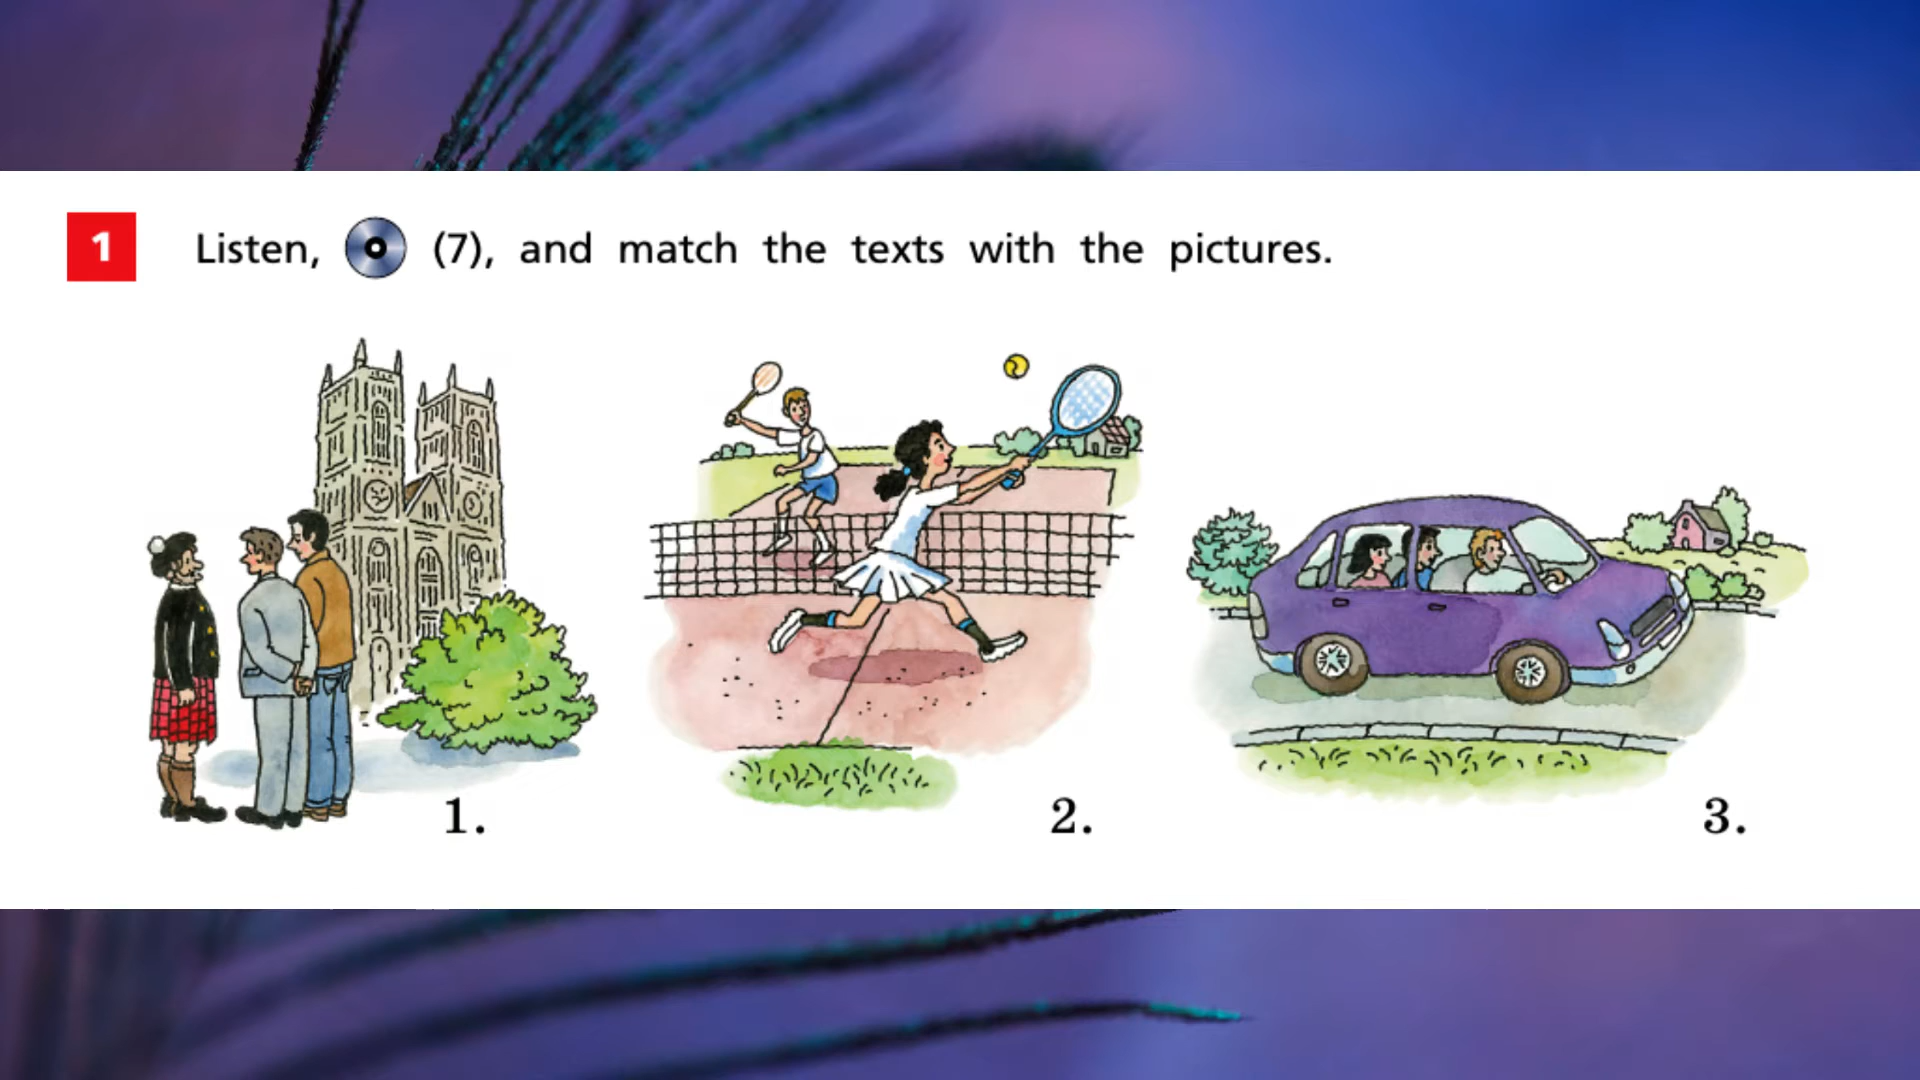 1 Listen, (7), and match the texts with the pictures.
1. 2. 3.